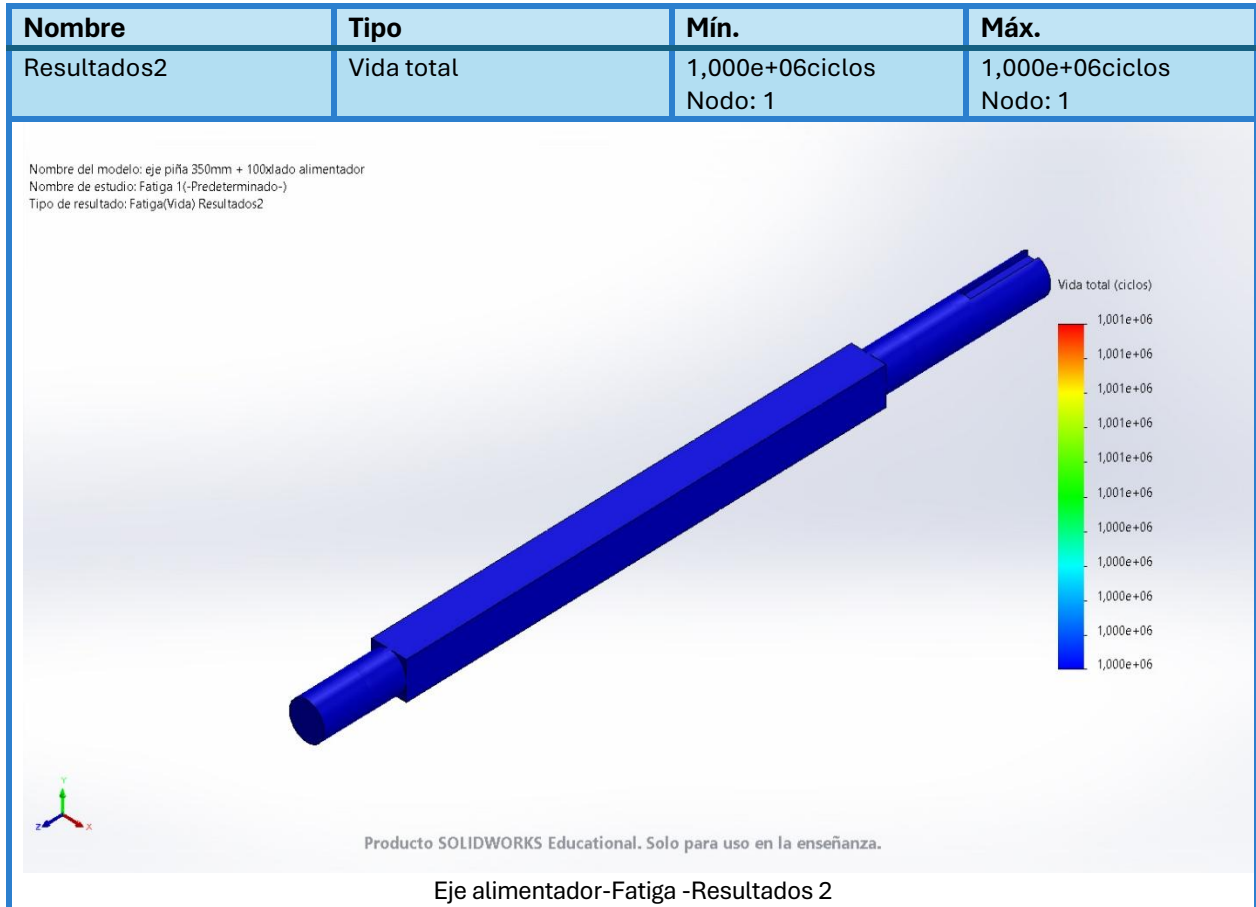 Nombre Tipo Mín. Máx.
Resultados2 Vida total 1,000e+06ciclos 1,000e+06ciclos
Nodo: 1 Nodo: 1
Nombre del modelo: eje piña 350mm + 100xlado alimentador
Nombre de estudio: Fatiga 1(-Predeterminado-)
Tipo de resultado: Fatiga(Vida) Resultados2
Vida total (ciclos)
1,001e+06
1,001e+06
1,001e+06
1,001e+06
1,001e+06
1,001e+06
1,000e+06
1,000e+06
1,000e+06
1,000e+06
1,000e+06
Y
Z X
Producto SOLIDWORKS Educational. Solo para uso en la enseñanza.
Eje alimentador-Fatiga -Resultados 2